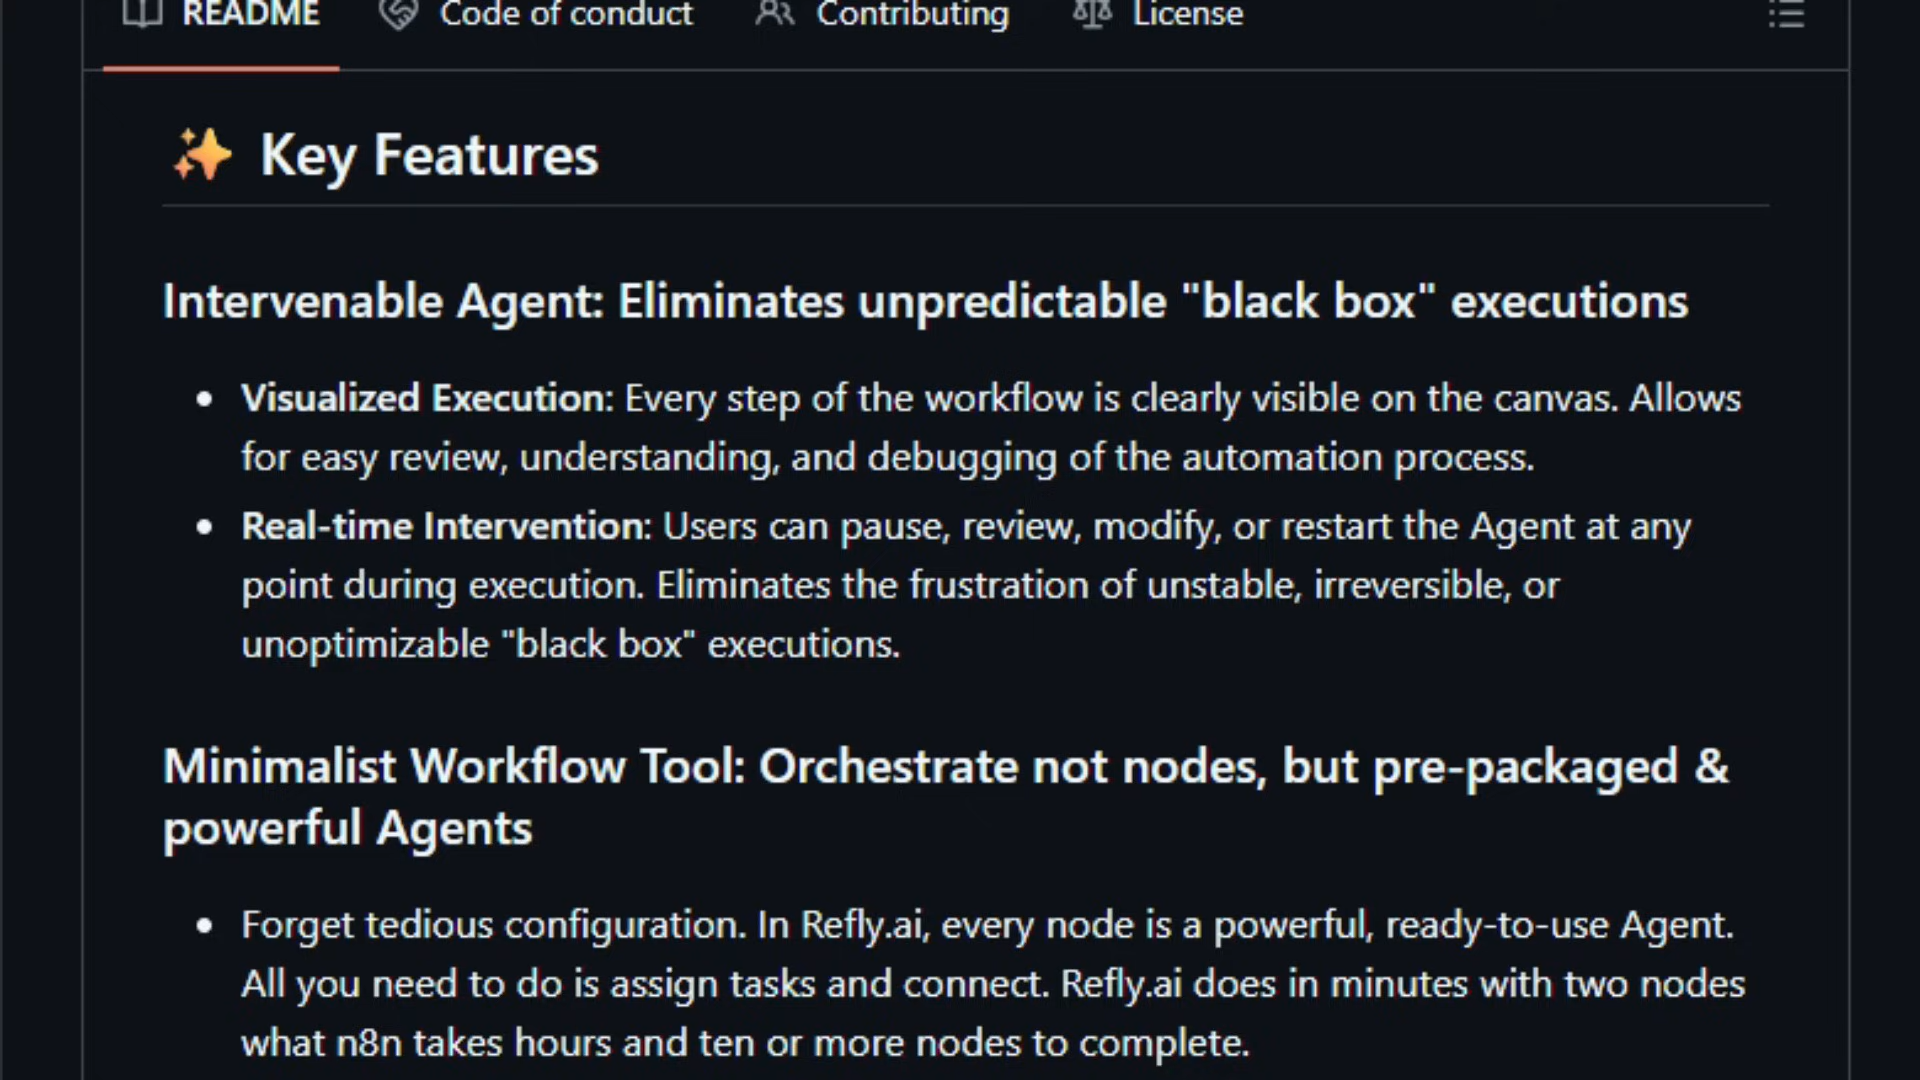 README Code of conduct Contributing License
✨ Key Features
Intervenable Agent: Eliminates unpredictable "black box" executions
• Visualized Execution: Every step of the workflow is clearly visible on the canvas. Allows
for easy review, understanding, and debugging of the automation process.
• Real-time Intervention: Users can pause, review, modify, or restart the Agent at any
point during execution. Eliminates the frustration of unstable, irreversible, or
unoptimizable "black box" executions.
Minimalist Workflow Tool: Orchestrate not nodes, but pre-packaged &
powerful Agents
• Forget tedious configuration. In Refly.ai, every node is a powerful, ready-to-use Agent.
All you need to do is assign tasks and connect. Refly.ai does in minutes with two nodes
what n8n takes hours and ten or more nodes to complete.